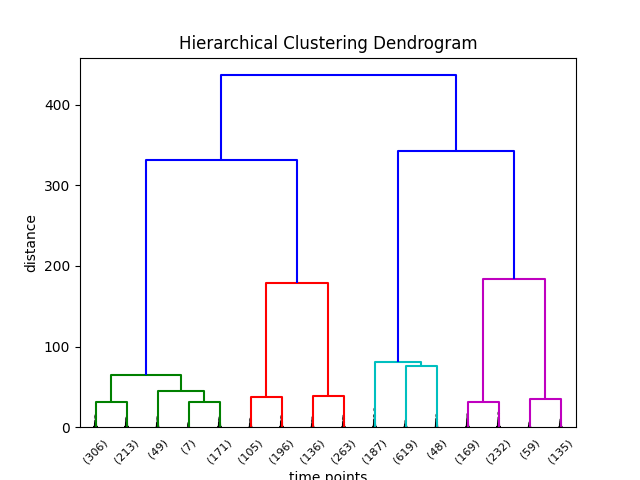 Hierarchical Clustering Dendrogram
400
300
200
100
0
distance
(306) (213) (49) (7) (171) (105) (196) (136) (263) (187) (619) (48) (169) (232) (59) (135)
time points